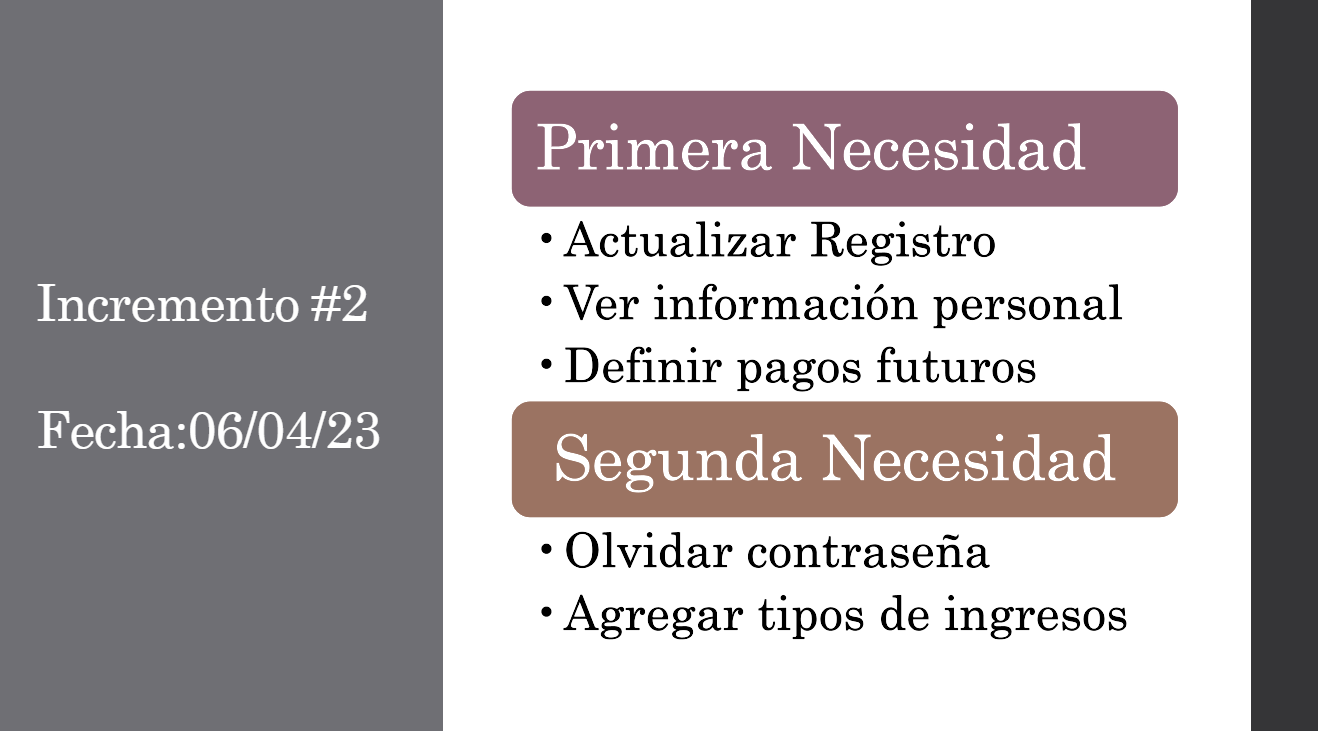 Incremento #2
Fecha:06/04/23
Primera Necesidad
• Actualizar Registro
• Ver información personal
• Definir pagos futuros
Segunda Necesidad
• Olvidar contraseña
• Agregar tipos de ingresos